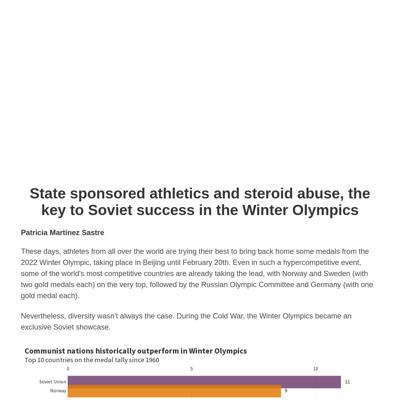 State sponsored athletics and steroid abuse, the
key to Soviet success in the Winter Olympics
Patricia Martínez Sastre
These days, athletes from all over the world are trying their best to bring back home some medals from the
2022 Winter Olympic, taking place in Beijing until February 20th. Even in such a hypercompetitive event,
some of the world's most competitive countries are already taking the lead, with Norway and Sweden (with
two gold medals each) on the very top, followed by the Russian Olympic Committee and Germany (with one
gold medal each).
Nevertheless, diversity wasn't always the case. During the Cold War, the Winter Olympics became an
exclusive Soviet showcase.
Communist nations historically outperform in Winter Olympics
Top 10 countries on the medal tally since 1960
0 5 10
Soviet Union 11
Norway 9